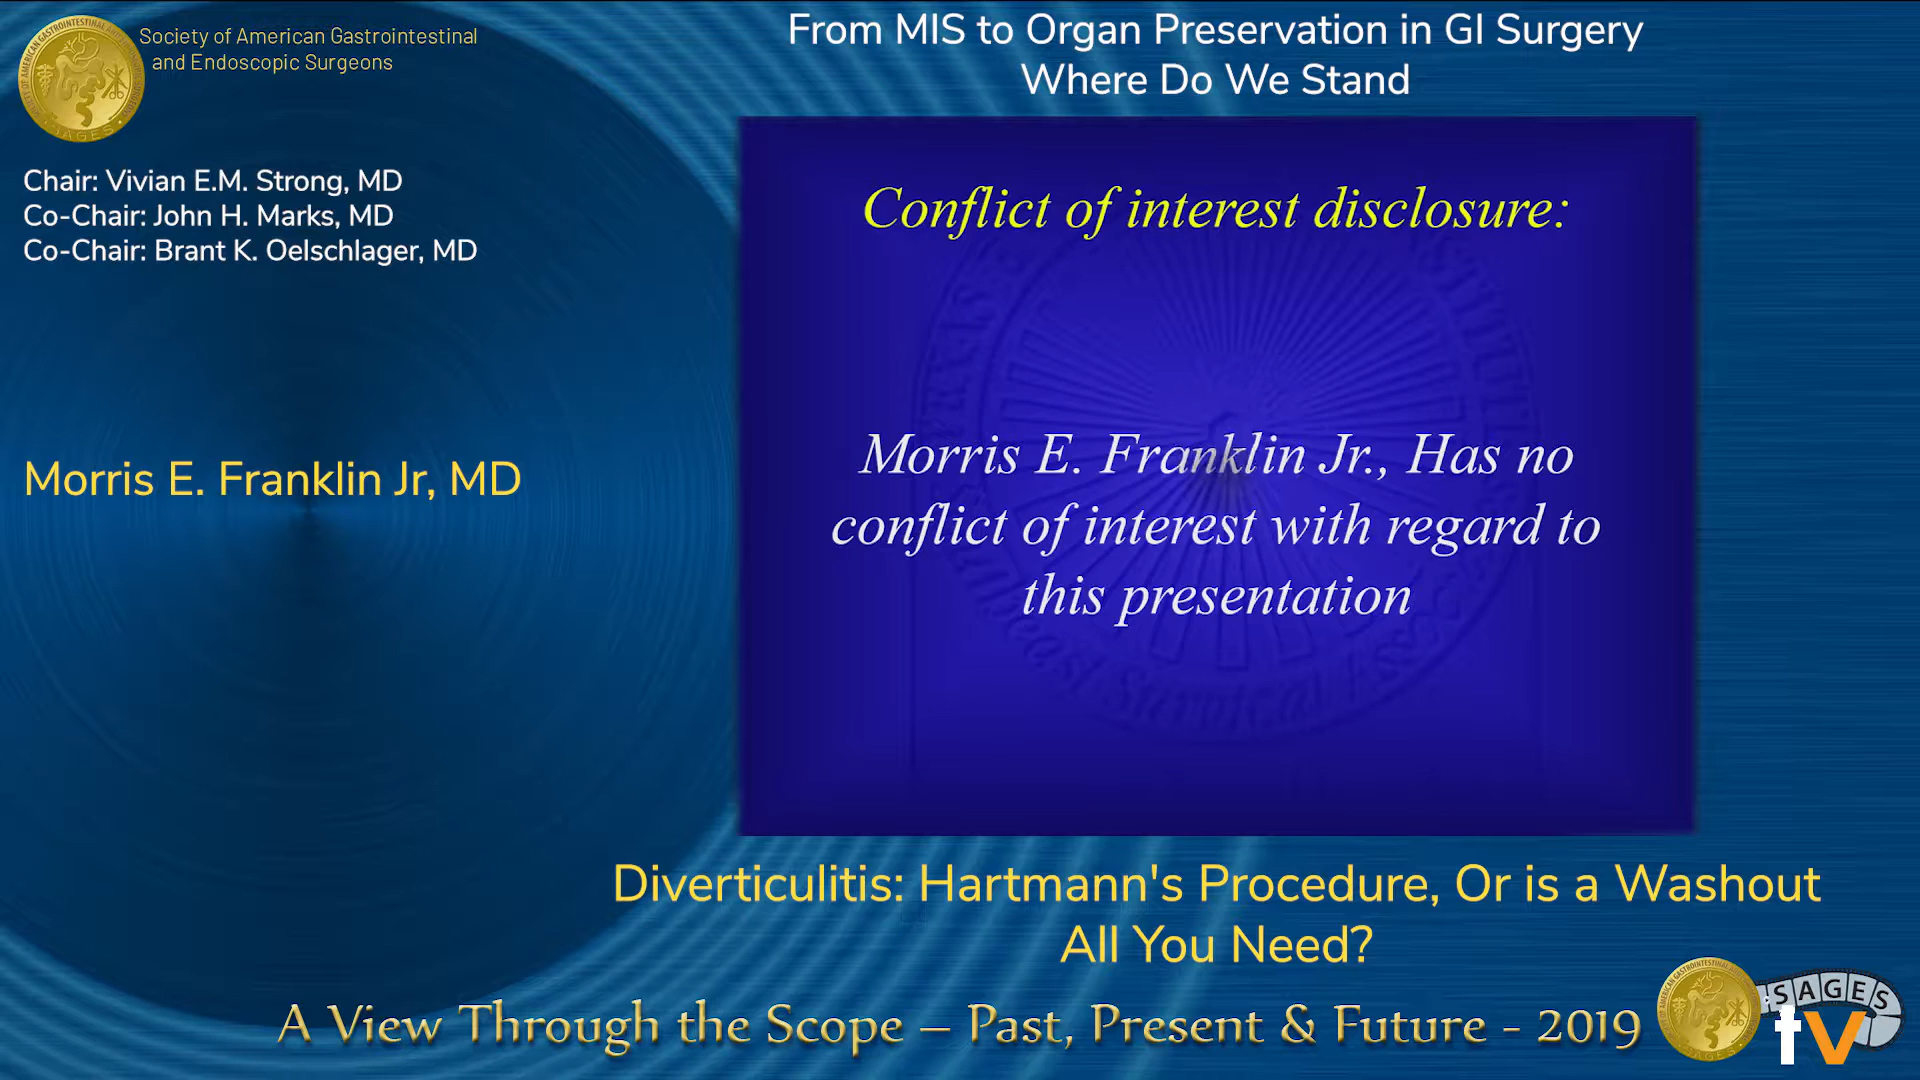 Society of American Gastrointestinal
and Endoscopic Surgeons
From MIS to Organ Preservation in GI Surgery
Where Do We Stand
Chair: Vivian E.M. Strong, MD
Co-Chair: John H. Marks, MD
Co-Chair: Brant K. Oelschlager, MD
Morris E. Franklin Jr, MD
Conflict of interest disclosure:
Morris E. Franklin Jr., Has no
conflict of interest with regard to
this presentation
Diverticulitis: Hartmann's Procedure, Or is a Washout
All You Need?
A View Through the Scope – Past, Present & Future - 2019
SAGES
tv